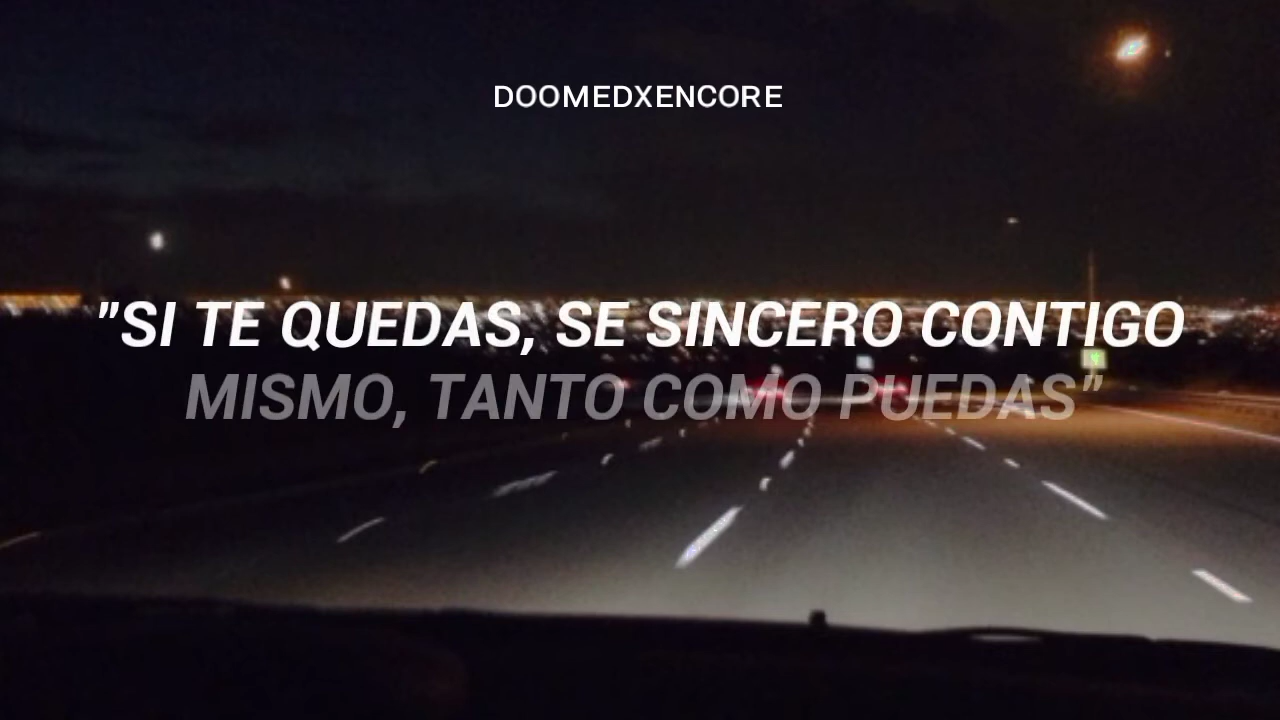 DOOMEDXENCORE
"SI TE QUEDAS, SE SINCERO CONTIGO
MISMO, TANTO COMO PUEDAS"